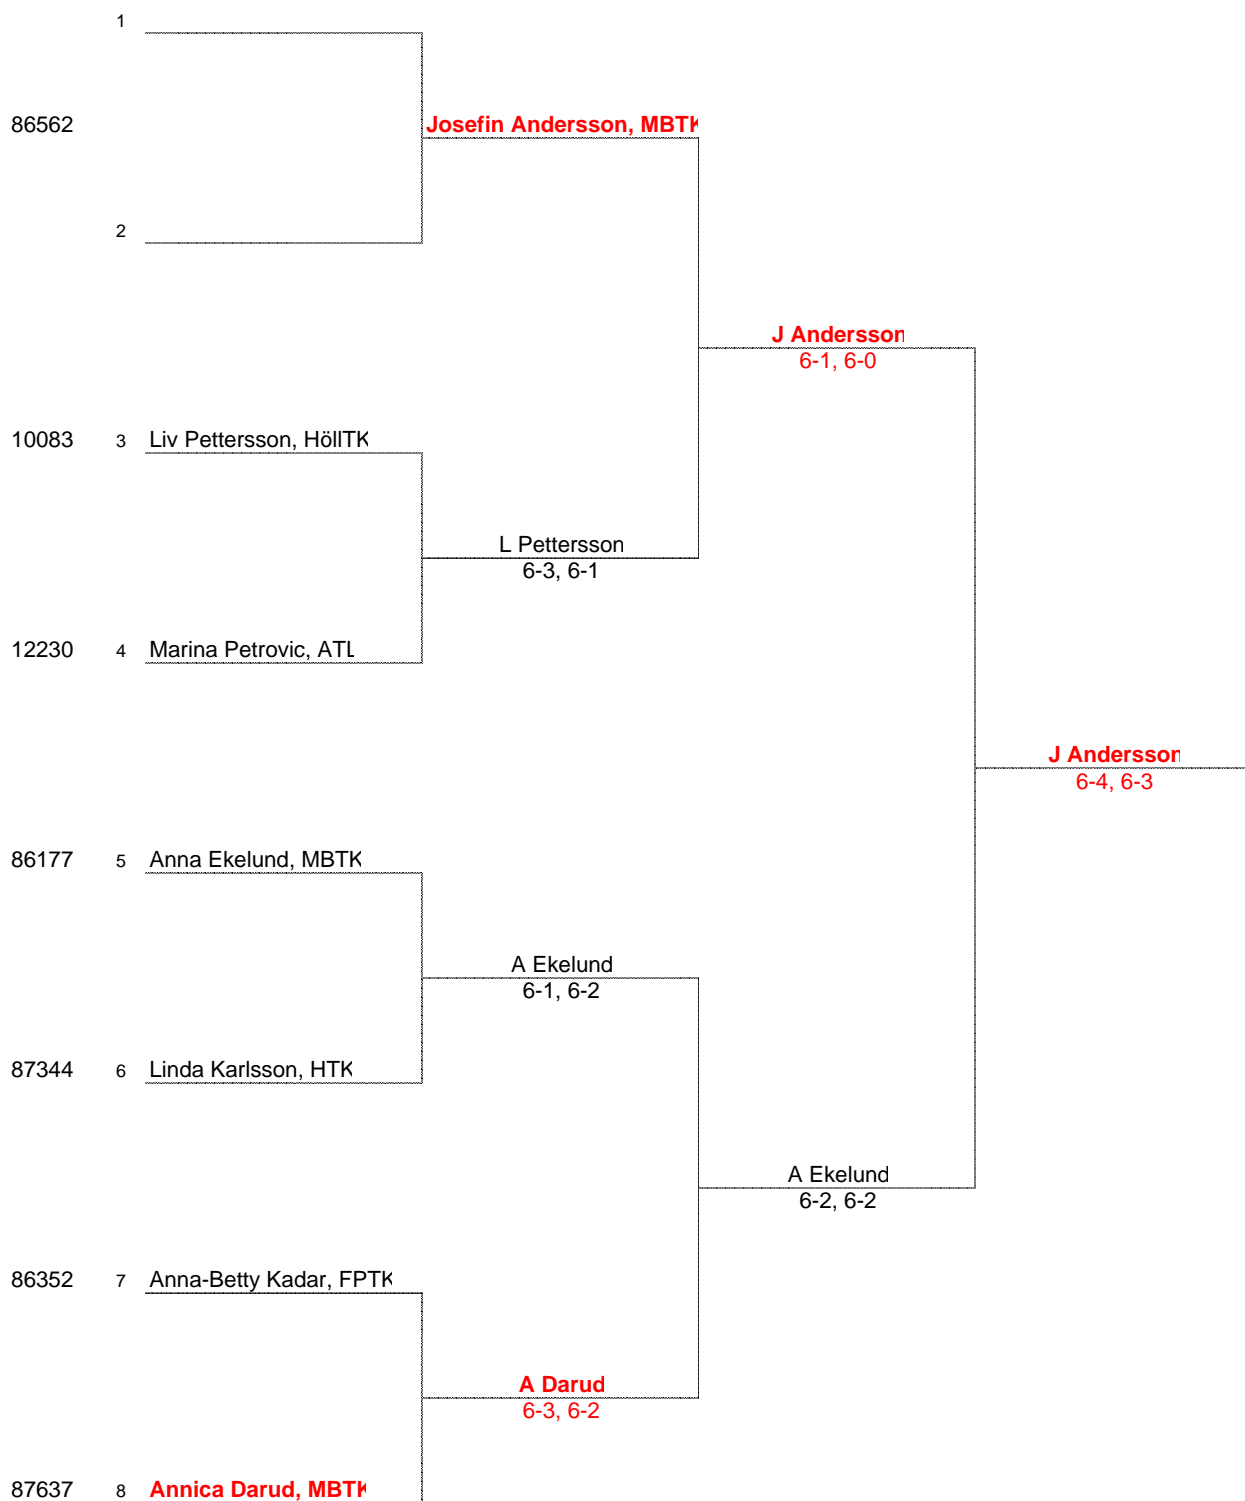 1
86562 Josefin Andersson, MBTK
2
J Andersson
6-1, 6-0
10083 3 Liv Pettersson, HöllTK
L Pettersson
6-3, 6-1
12230 4 Marina Petrovic, ATL
J Andersson
6-4, 6-3
86177 5 Anna Ekelund, MBTK
A Ekelund
6-1, 6-2
87344 6 Linda Karlsson, HTK
A Ekelund
6-2, 6-2
86352 7 Anna-Betty Kadar, FPTK
A Darud
6-3, 6-2
87637 8 Annica Darud, MBTK